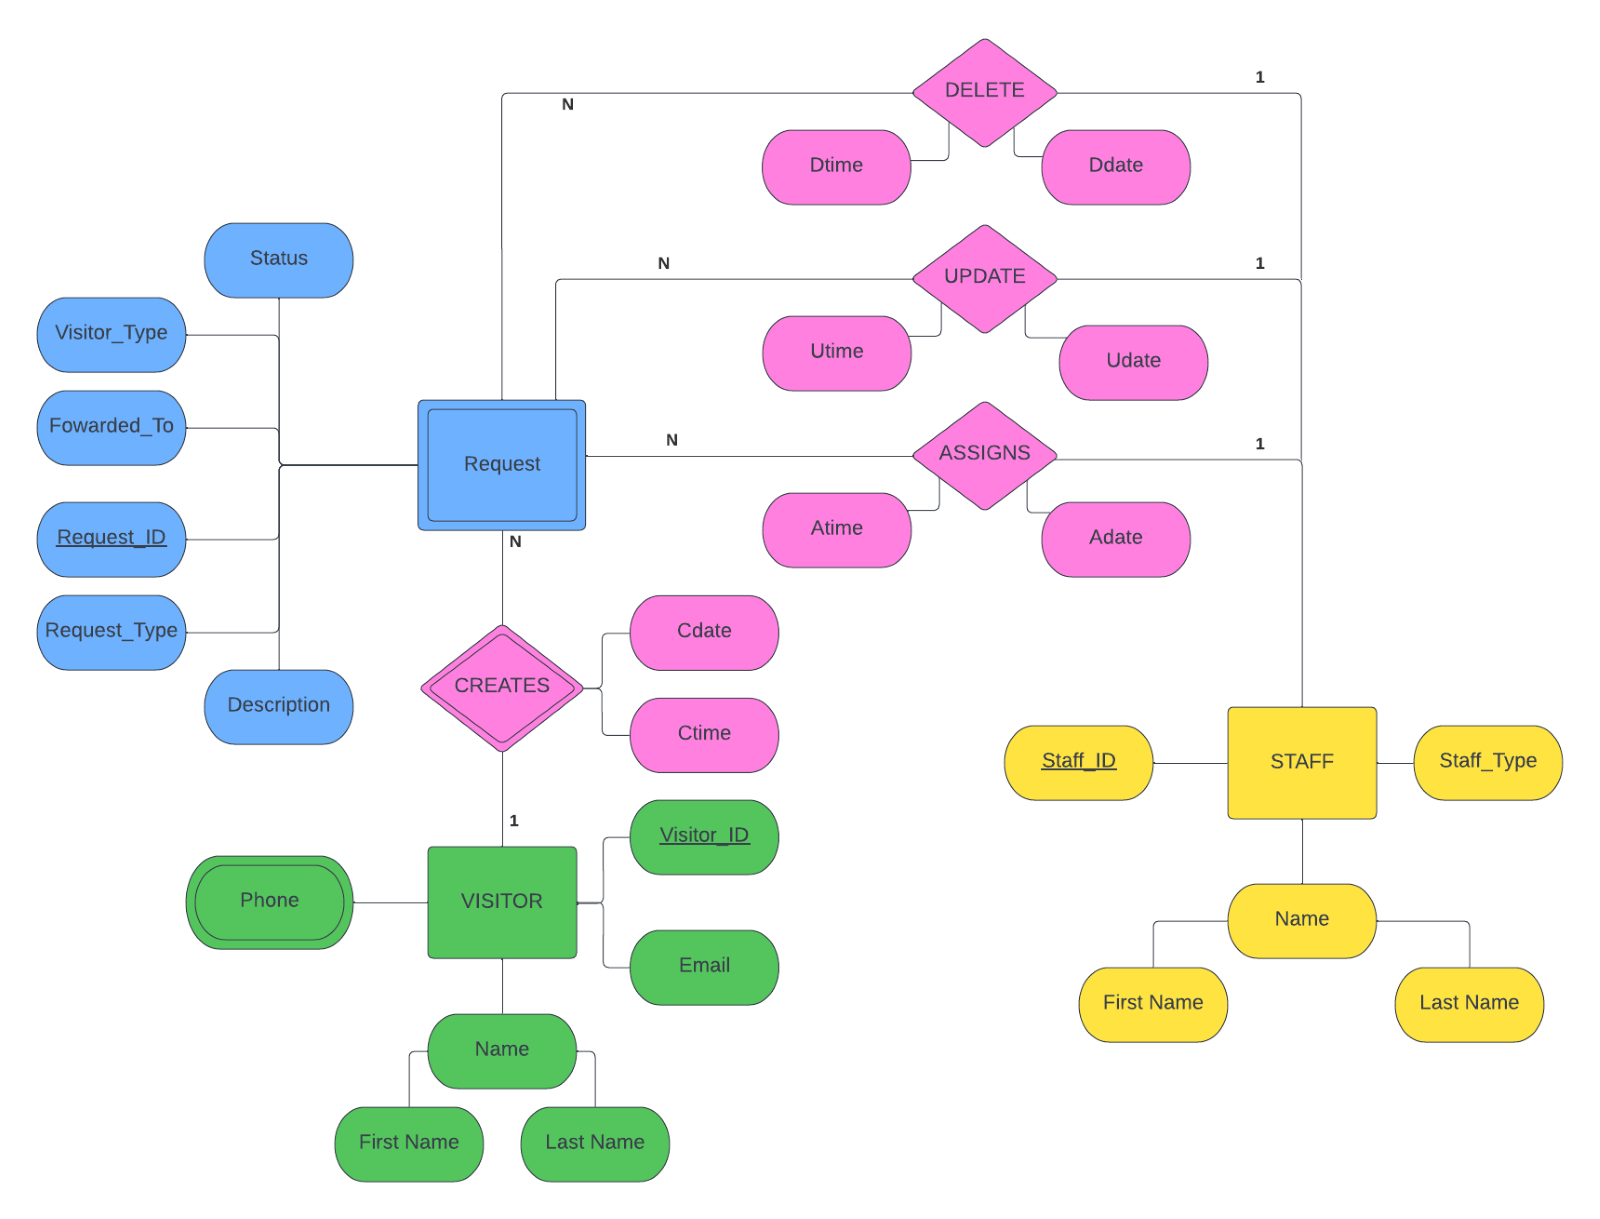 DELETE
1
N
Dtime
Ddate
Status
N
UPDATE
1
Visitor_Type
Utime
Udate
Fowarded_To
Request
N
ASSIGNS
1
Request_ID
N
Atime
Adate
Request_Type
Cdate
CREATES
Description
Ctime
Staff_ID
STAFF
Staff_Type
1
Visitor_ID
Phone
VISITOR
Name
Email
First Name
Last Name
Name
First Name
Last Name